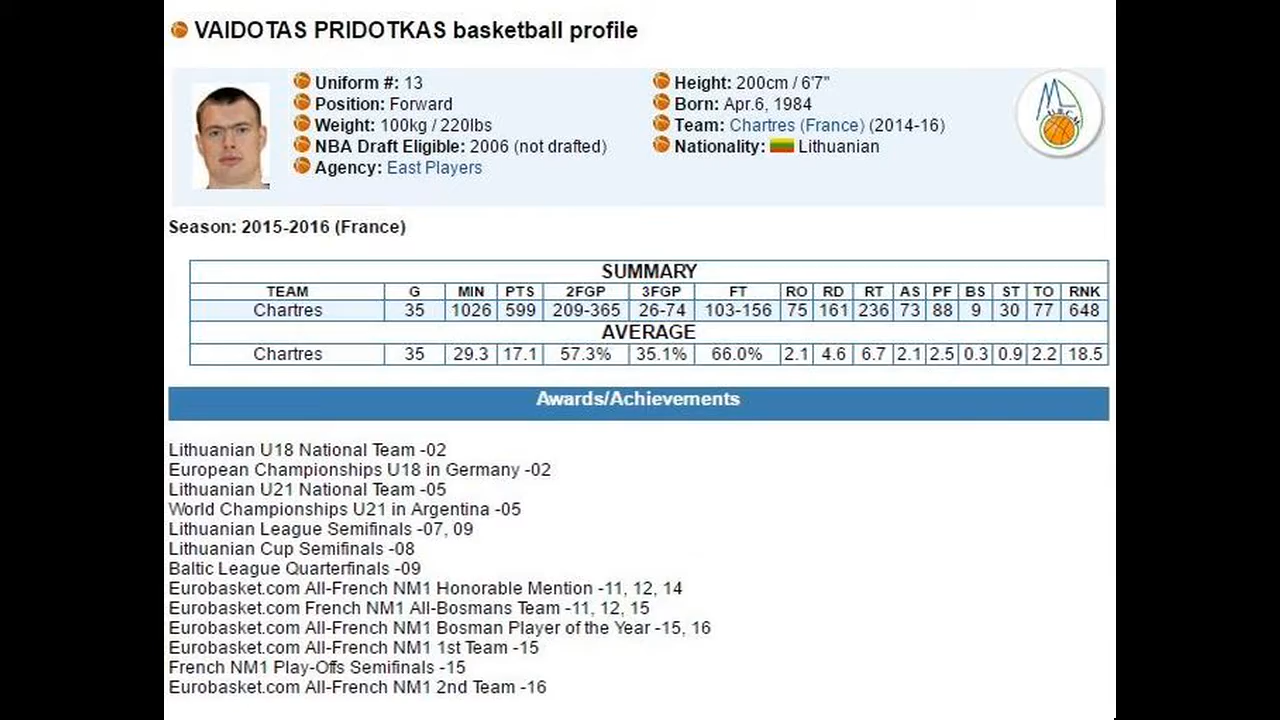 VAIDOTAS PRIDOTKAS basketball profile
Uniform #: 13
Position: Forward
Weight: 100kg / 220lbs
NBA Draft Eligible: 2006 (not drafted)
Agency: East Players
Height: 200cm / 6'7"
Born: Apr.6, 1984
Team: Chartres (France) (2014-16)
Nationality: Lithuanian
Season: 2015-2016 (France)
SUMMARY
TEAM G MIN PTS 2FGP 3FGP FT RO RD RT AS PF BS ST TO RNK
Chartres 35 1026 599 209-365 26-74 103-156 75 161 236 73 88 9 30 77 648
AVERAGE
Chartres 35 29.3 17.1 57.3% 35.1% 66.0% 2.1 4.6 6.7 2.1 2.5 0.3 0.9 2.2 18.5
Awards/Achievements
Lithuanian U18 National Team -02
European Championships U18 in Germany -02
Lithuanian U21 National Team -05
World Championships U21 in Argentina -05
Lithuanian League Semifinals -07, 09
Lithuanian Cup Semifinals -08
Baltic League Quarterfinals -09
Eurobasket.com All-French NM1 Honorable Mention -11, 12, 14
Eurobasket.com French NM1 All-Bosmans Team -11, 12, 15
Eurobasket.com All-French NM1 Bosman Player of the Year -15, 16
Eurobasket.com All-French NM1 1st Team -15
French NM1 Play-Offs Semifinals -15
Eurobasket.com All-French NM1 2nd Team -16